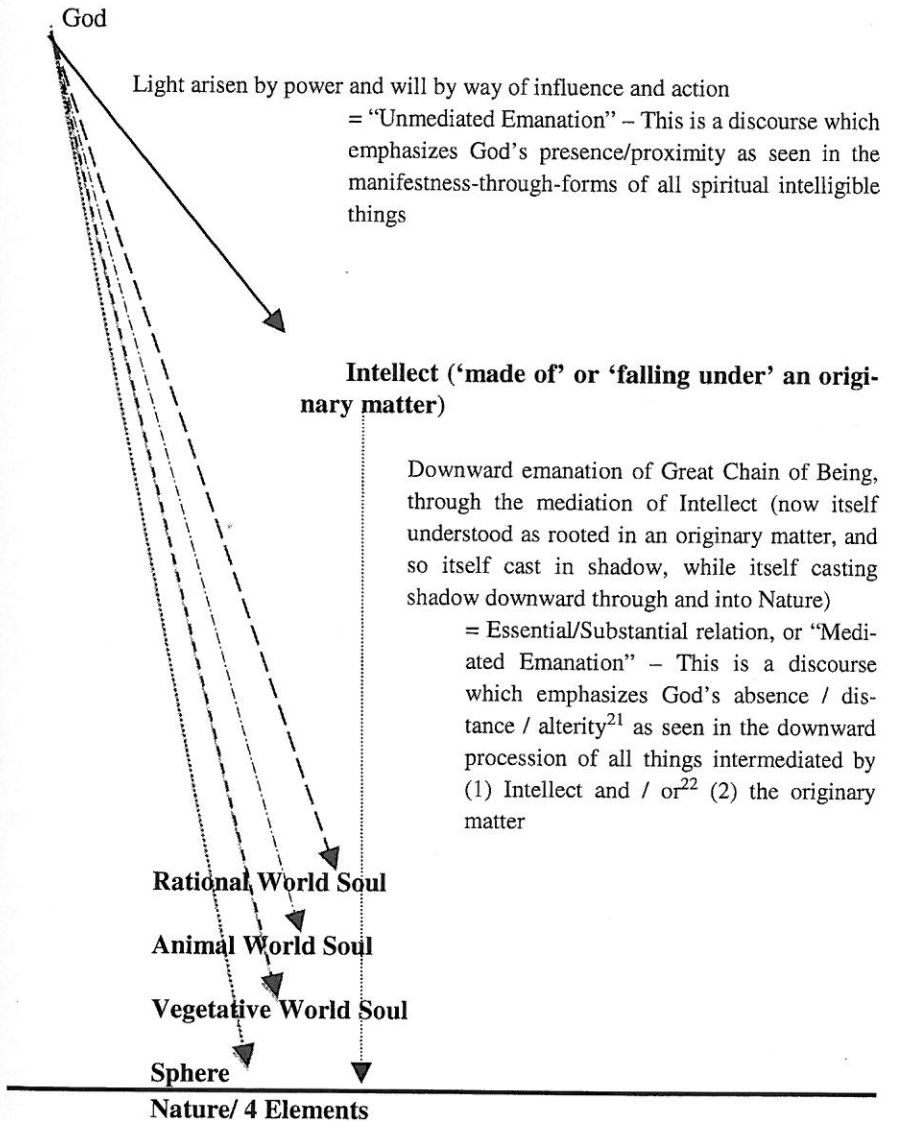 God
Light arisen by power and will by way of influence and action
= “Unmediated Emanation” – This is a discourse which
emphasizes God’s presence/proximity as seen in the
manifestness-through-forms of all spiritual intelligible
things
Intellect (‘made of’ or ‘falling under’ an origi-
nary matter)
Downward emanation of Great Chain of Being,
through the mediation of Intellect (now itself
understood as rooted in an originary matter, and
so itself cast in shadow, while itself casting
shadow downward through and into Nature)
= Essential/Substantial relation, or “Medi-
ated Emanation” – This is a discourse
which emphasizes God’s absence / dis-
tance / alterity21 as seen in the downward
procession of all things intermediated by
(1) Intellect and / or22 (2) the originary
matter
Rational World Soul
Animal World Soul
Vegetative World Soul
Sphere
Nature/ 4 Elements